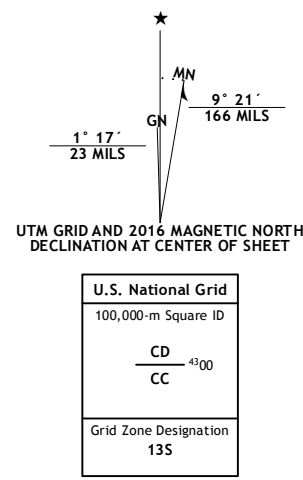 ★
MN
GN
9° 21´
166 MILS
1° 17´
23 MILS
UTM GRID AND 2016 MAGNETIC NORTH
DECLINATION AT CENTER OF SHEET
U.S. National Grid
100,000-m Square ID
CD
4300
CC
Grid Zone Designation
13S